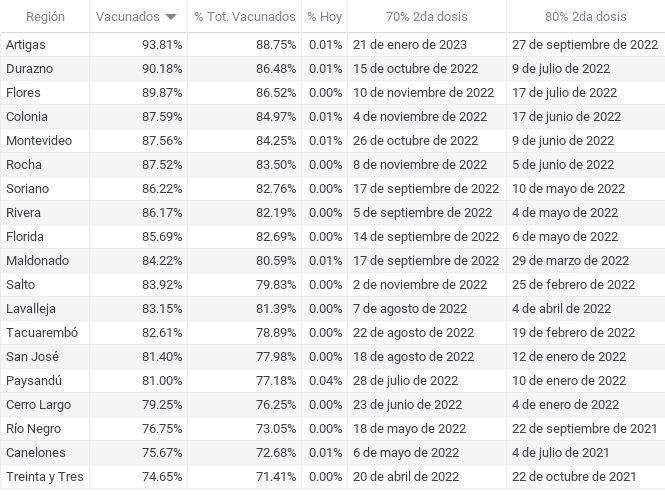 Región Vacunados % Tot. Vacunados % Hoy 70% 2da dosis 80% 2da dosis
Artigas 93.81% 88.75% 0.01% 21 de enero de 2023 27 de septiembre de 2022
Durazno 90.18% 86.48% 0.01% 15 de octubre de 2022 9 de julio de 2022
Flores 89.87% 86.52% 0.00% 10 de noviembre de 2022 17 de julio de 2022
Colonia 87.59% 84.97% 0.01% 4 de noviembre de 2022 17 de junio de 2022
Montevideo 87.56% 84.25% 0.01% 26 de octubre de 2022 9 de junio de 2022
Rocha 87.52% 83.50% 0.00% 8 de noviembre de 2022 5 de junio de 2022
Soriano 86.22% 82.76% 0.00% 17 de septiembre de 2022 10 de mayo de 2022
Rivera 86.17% 82.19% 0.00% 5 de septiembre de 2022 4 de mayo de 2022
Florida 85.69% 82.69% 0.00% 14 de septiembre de 2022 6 de mayo de 2022
Maldonado 84.22% 80.59% 0.01% 17 de septiembre de 2022 29 de marzo de 2022
Salto 83.92% 79.83% 0.00% 2 de noviembre de 2022 25 de febrero de 2022
Lavalleja 83.15% 81.39% 0.00% 7 de agosto de 2022 4 de abril de 2022
Tacuarembó 82.61% 78.89% 0.00% 22 de agosto de 2022 19 de febrero de 2022
San José 81.40% 77.98% 0.00% 18 de agosto de 2022 12 de enero de 2022
Paysandú 81.00% 77.18% 0.04% 28 de julio de 2022 10 de enero de 2022
Cerro Largo 79.25% 76.25% 0.00% 23 de junio de 2022 4 de enero de 2022
Río Negro 76.75% 73.05% 0.00% 18 de mayo de 2022 22 de septiembre de 2021
Canelones 75.67% 72.68% 0.01% 6 de mayo de 2022 4 de julio de 2021
Treinta y Tres 74.65% 71.41% 0.00% 20 de abril de 2022 22 de octubre de 2021